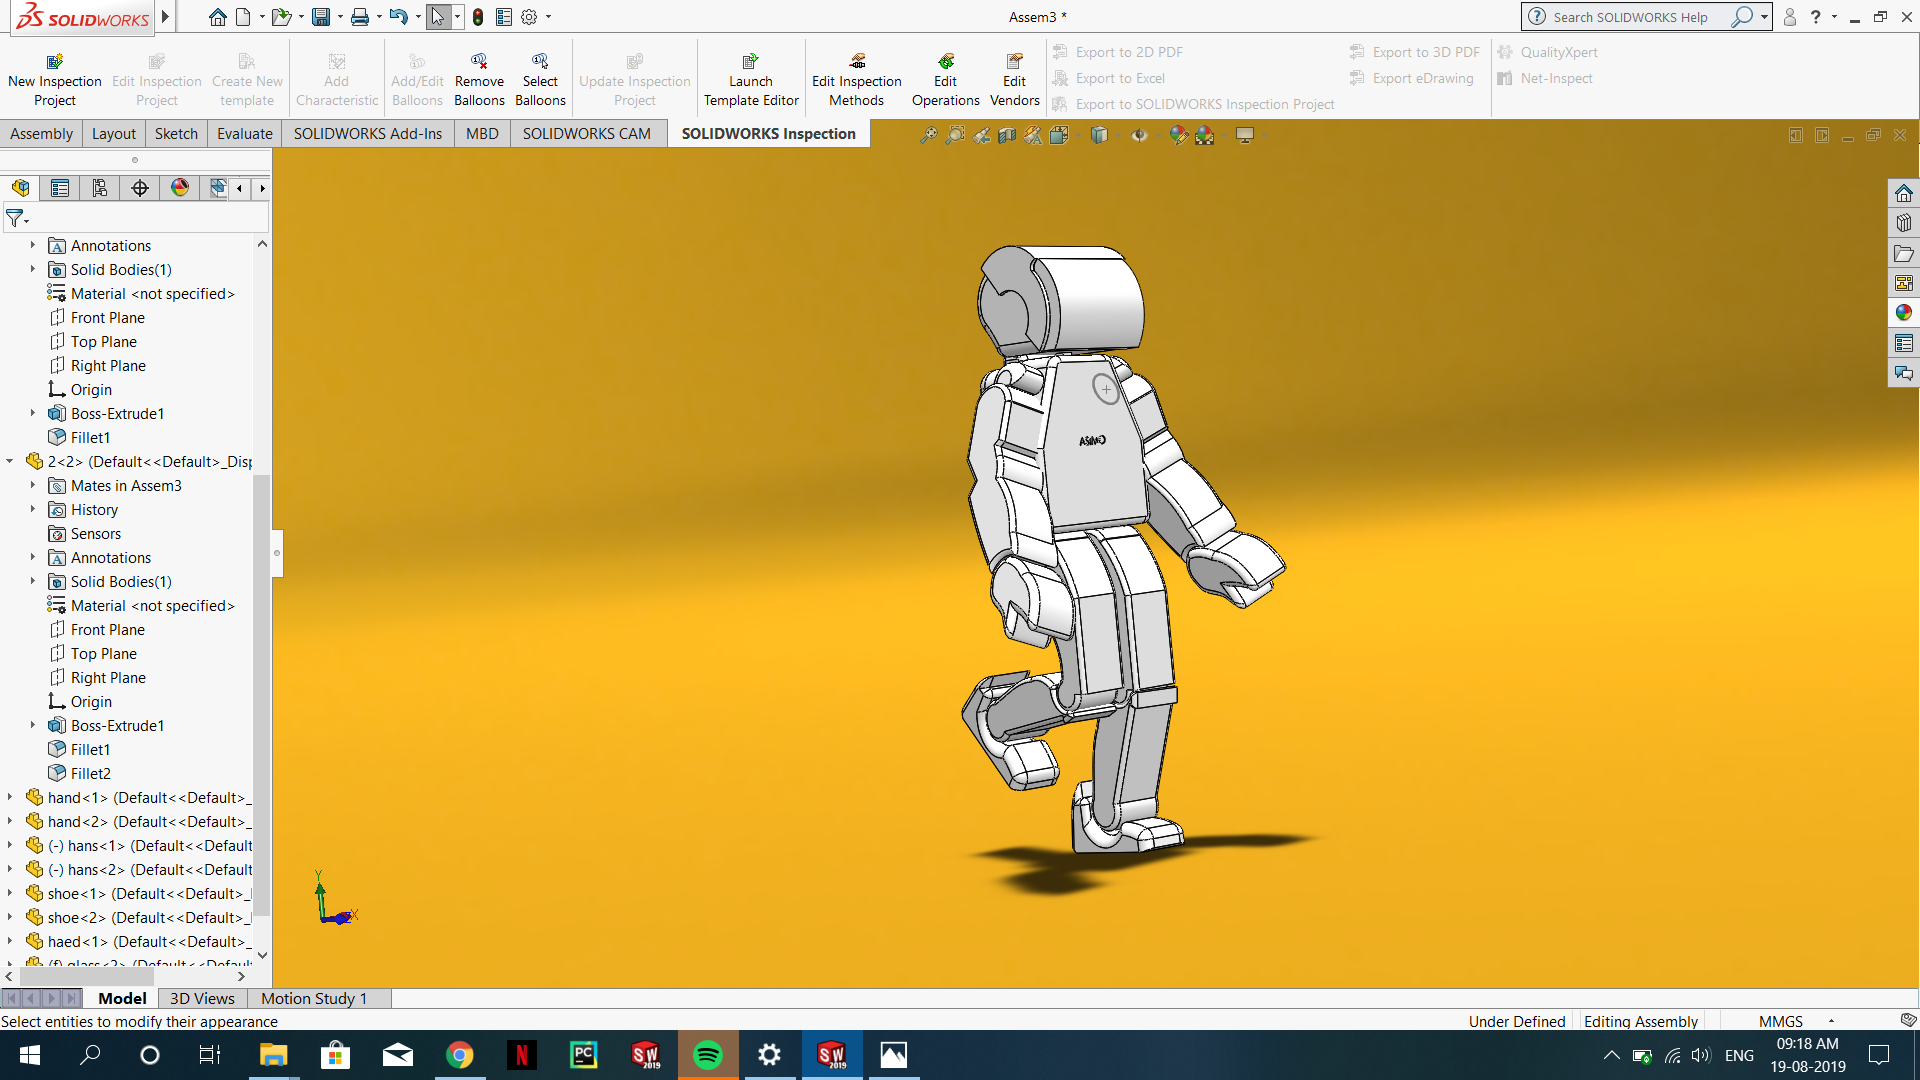 SOLIDWORKS
Assem3 *
Search SOLIDWORKS Help
New Inspection
Project
Edit Inspection
Project
Create New
template
Add
Characteristic
Add/Edit
Balloons
Remove
Balloons
Select
Balloons
Update Inspection
Project
Launch
Template Editor
Edit Inspection
Methods
Edit
Operations
Edit
Vendors
Export to 2D PDF
Export to Excel
Export to SOLIDWORKS Inspection Project
Export to 3D PDF
Export eDrawing
QualityXpert
Net-Inspect
Assembly
Layout
Sketch
Evaluate
SOLIDWORKS Add-Ins
MBD
SOLIDWORKS CAM
SOLIDWORKS Inspection
Annotations
Solid Bodies(1)
Material <not specified>
Front Plane
Top Plane
Right Plane
Origin
Boss-Extrude1
Fillet1
2<2> (Default<<Default>_Disp
Mates in Assem3
History
Sensors
Annotations
Solid Bodies(1)
Material <not specified>
Front Plane
Top Plane
Right Plane
Origin
Boss-Extrude1
Fillet1
Fillet2
hand<1> (Default<<Default>_
hand<2> (Default<<Default>_
(-) hans<1> (Default<<Default
(-) hans<2> (Default<<Default
shoe<1> (Default<<Default>_
shoe<2> (Default<<Default>_
haed<1> (Default<<Default>_
(f) glass<2> (Default<<Default
Y
X
Model
3D Views
Motion Study 1
Select entities to modify their appearance
Under Defined
Editing Assembly
MMGS
N
PC
SW
2019
SW
2019
ENG
09:18 AM
19-08-2019